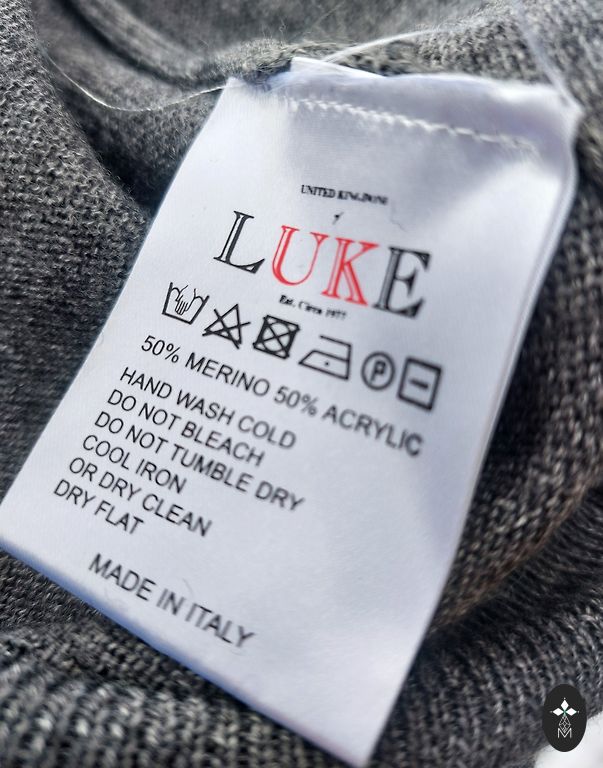 UNITED KINGDOM
of
LUKE
Est. Circa 1977
P
50% MERINO 50% ACRYLIC
HAND WASH COLD
DO NOT BLEACH
DO NOT TUMBLE DRY
COOL IRON
OR DRY CLEAN
DRY FLAT
MADE IN ITALY
M